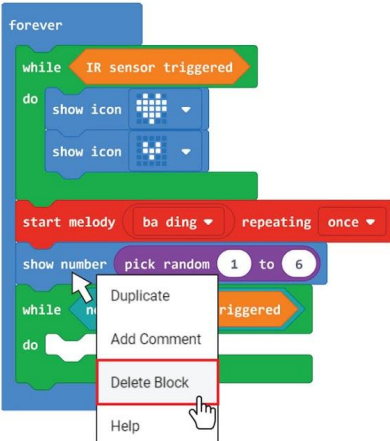 forever
while IR sensor triggered
do
show icon
show icon
start melody ba ding repeating once
show number pick random 1 to 6
Duplicate
while riggered
Add Comment
do
Delete Block
Help